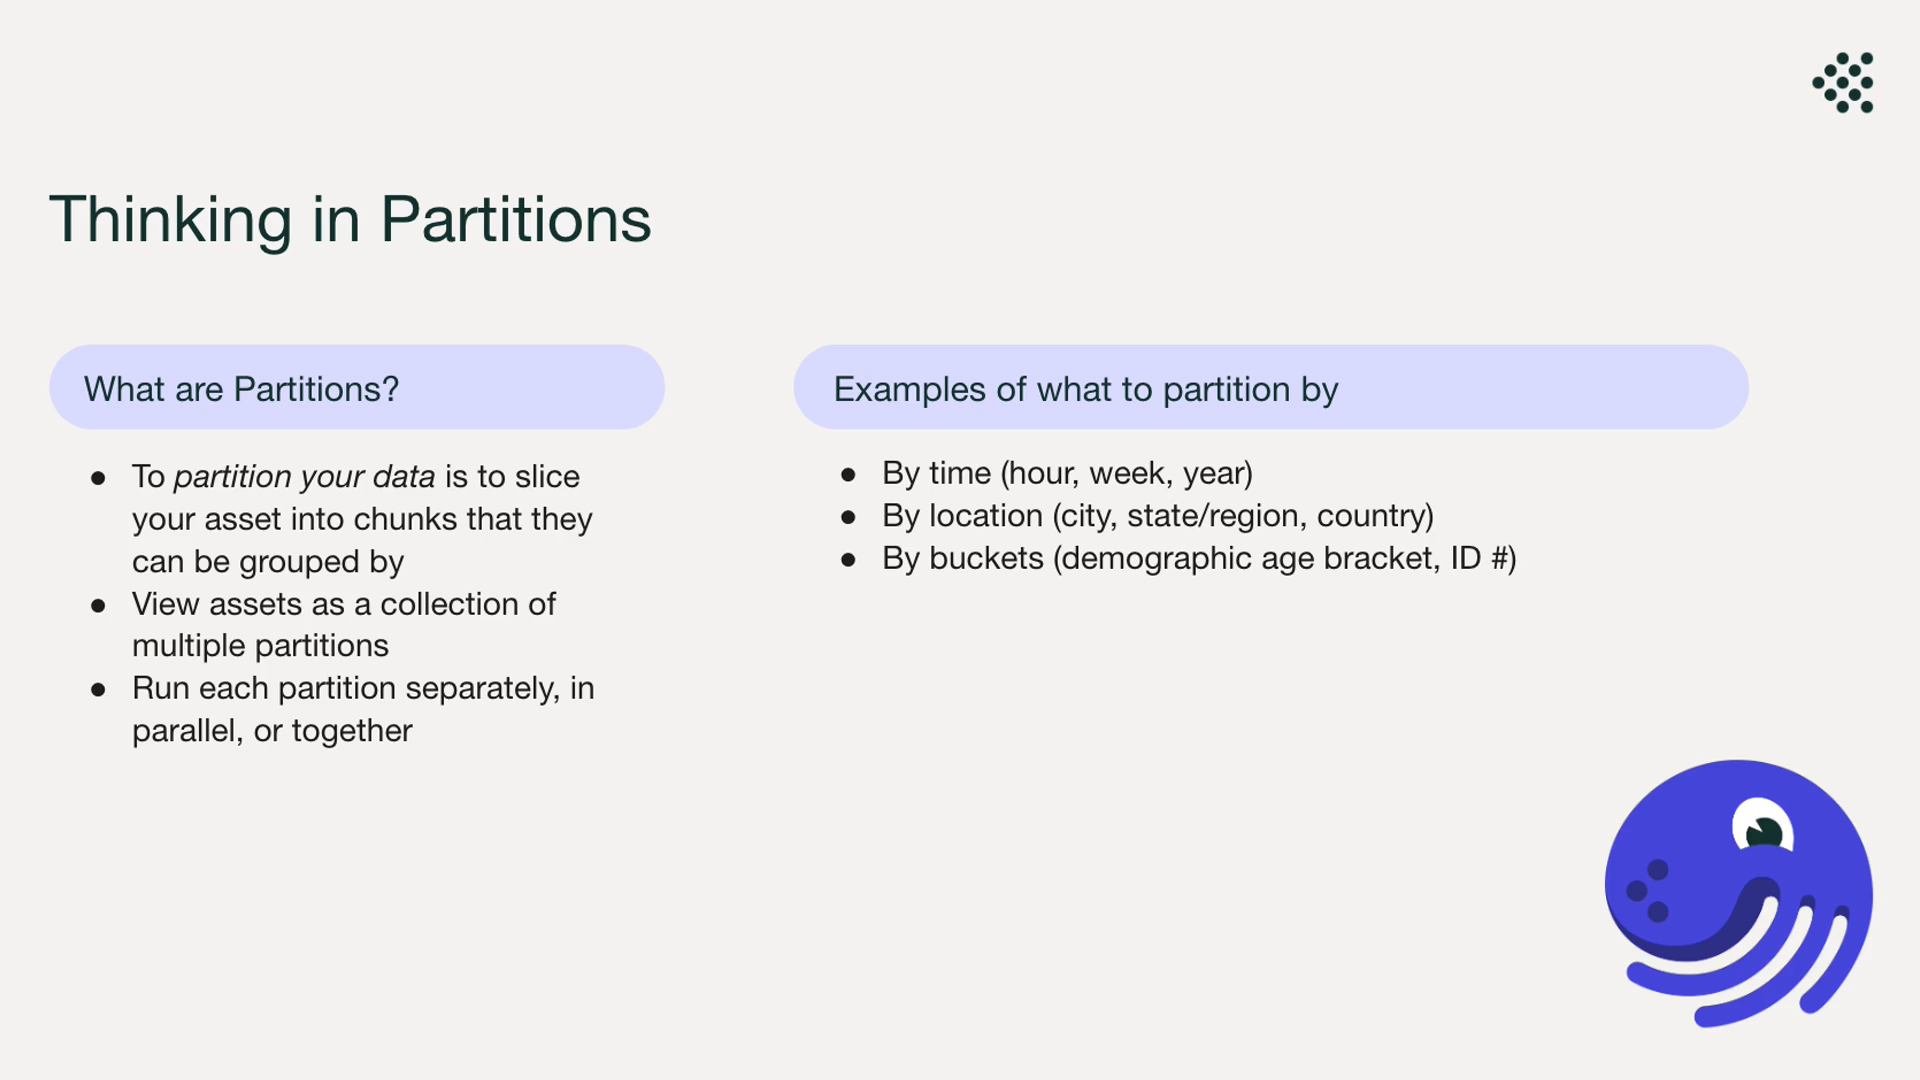 Thinking in Partitions
What are Partitions?
● To partition your data is to slice
your asset into chunks that they
can be grouped by
● View assets as a collection of
multiple partitions
● Run each partition separately, in
parallel, or together
Examples of what to partition by
● By time (hour, week, year)
● By location (city, state/region, country)
● By buckets (demographic age bracket, ID #)